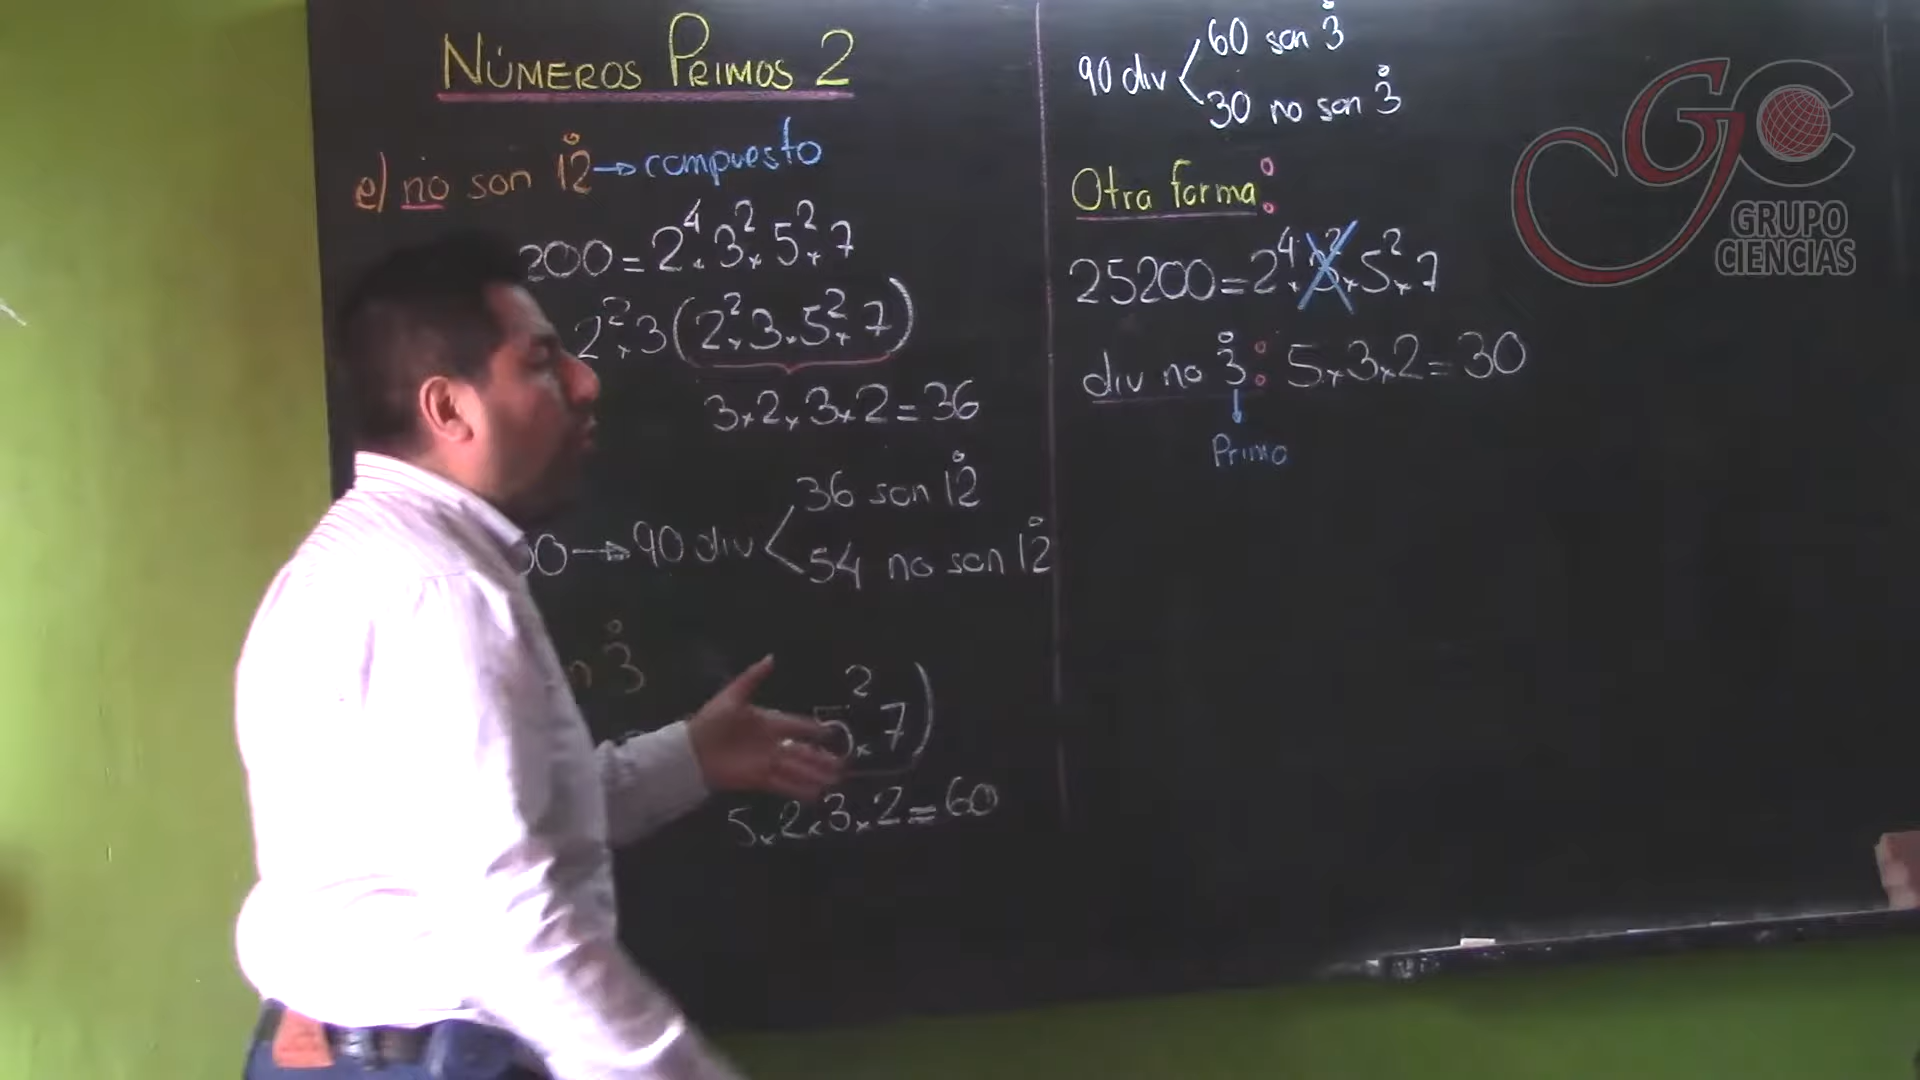 NÚMEROS PRIMOS 2
e) no son 12° → compuesto
200 = 2⁴ × 3² × 5² × 7
2² × 3 (2² × 3 × 5² × 7)
3 × 2 × 3 × 2 = 36
00 → 90 div < 36 son 12°
54 no son 12°
n 3°
5² × 7)
5 × 2 × 3 × 2 = 60
90 div < 60 son 3°
30 no son 3°
Otra forma:
25200 = 2⁴ × 3² × 5² × 7
div no 3° : 5 × 3 × 2 = 30
Primo
GC
GRUPO
CIENCIAS